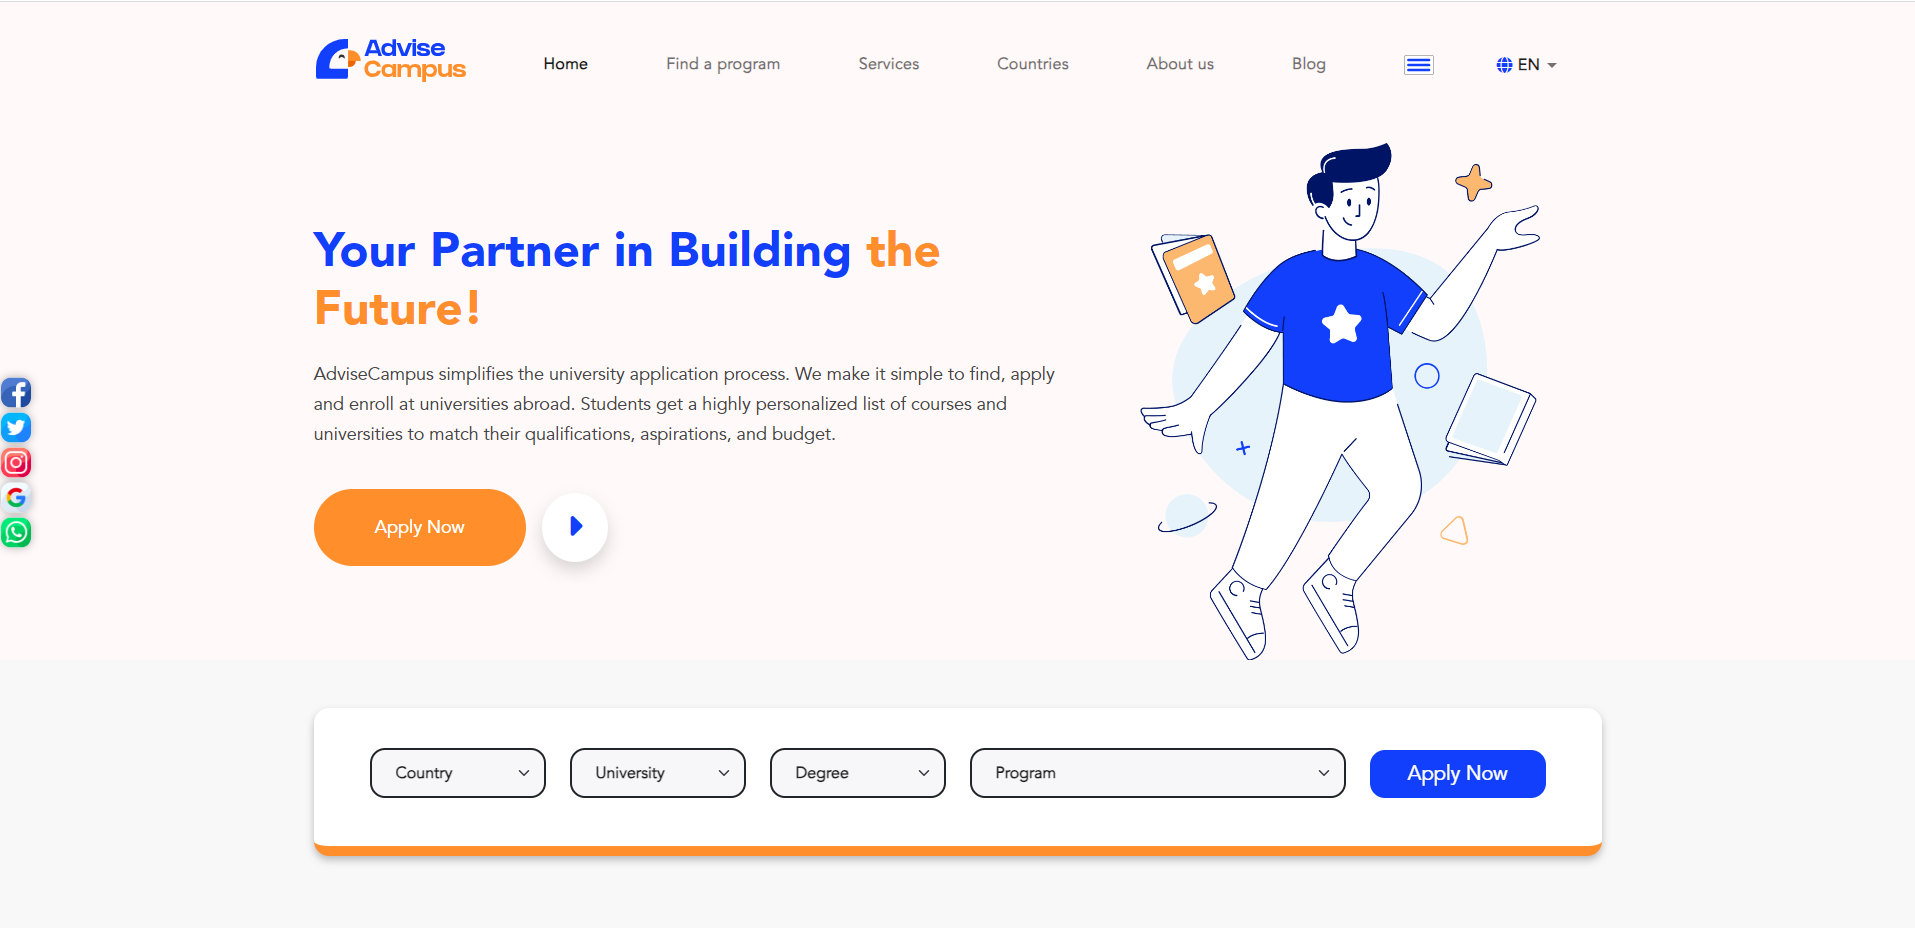 Advise
Campus
Home
Find a program
Services
Countries
About us
Blog
EN
Your Partner in Building the
Future!
AdviseCampus simplifies the university application process. We make it simple to find, apply
and enroll at universities abroad. Students get a highly personalized list of courses and
universities to match their qualifications, aspirations, and budget.
Apply Now
Country
University
Degree
Program
Apply Now